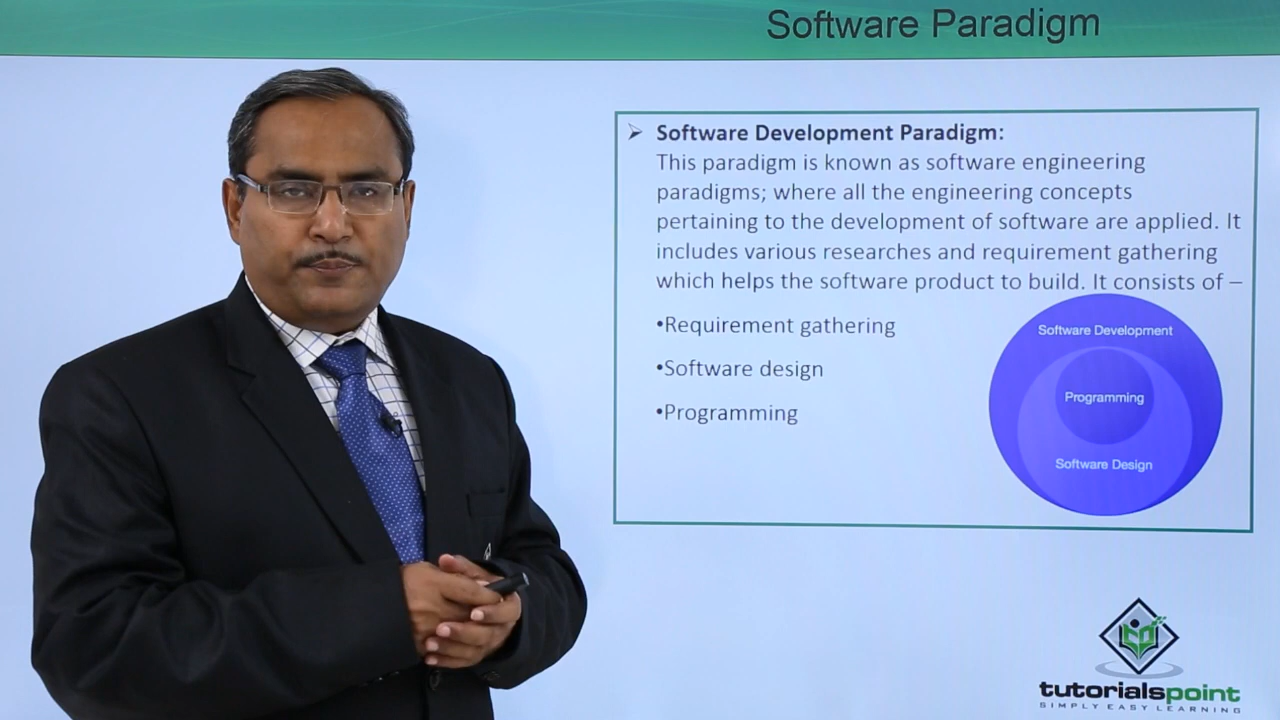 Software Paradigm
➢ Software Development Paradigm:
This paradigm is known as software engineering
paradigms; where all the engineering concepts
pertaining to the development of software are applied. It
includes various researches and requirement gathering
which helps the software product to build. It consists of –
•Requirement gathering
•Software design
•Programming
Software Development
Programming
Software Design
tutorialspoint
SIMPLY EASY LEARNING